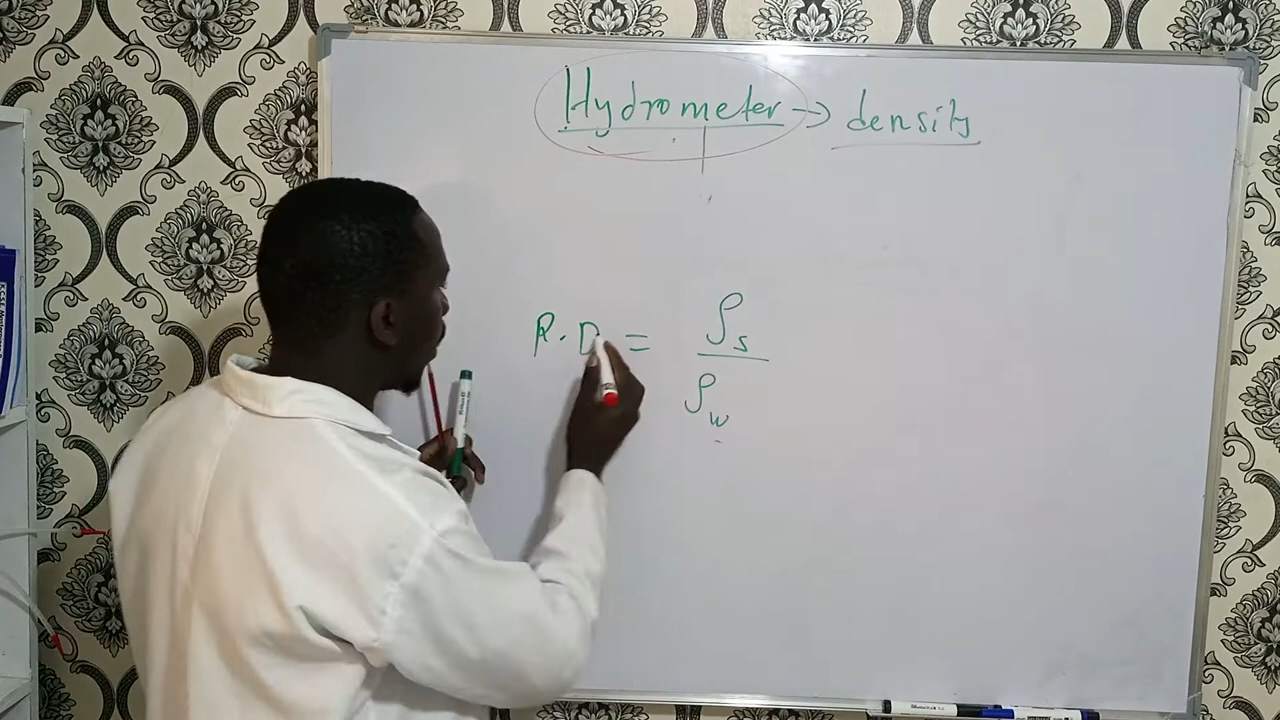 Hydrometer → density
R.D = ρs
ρw